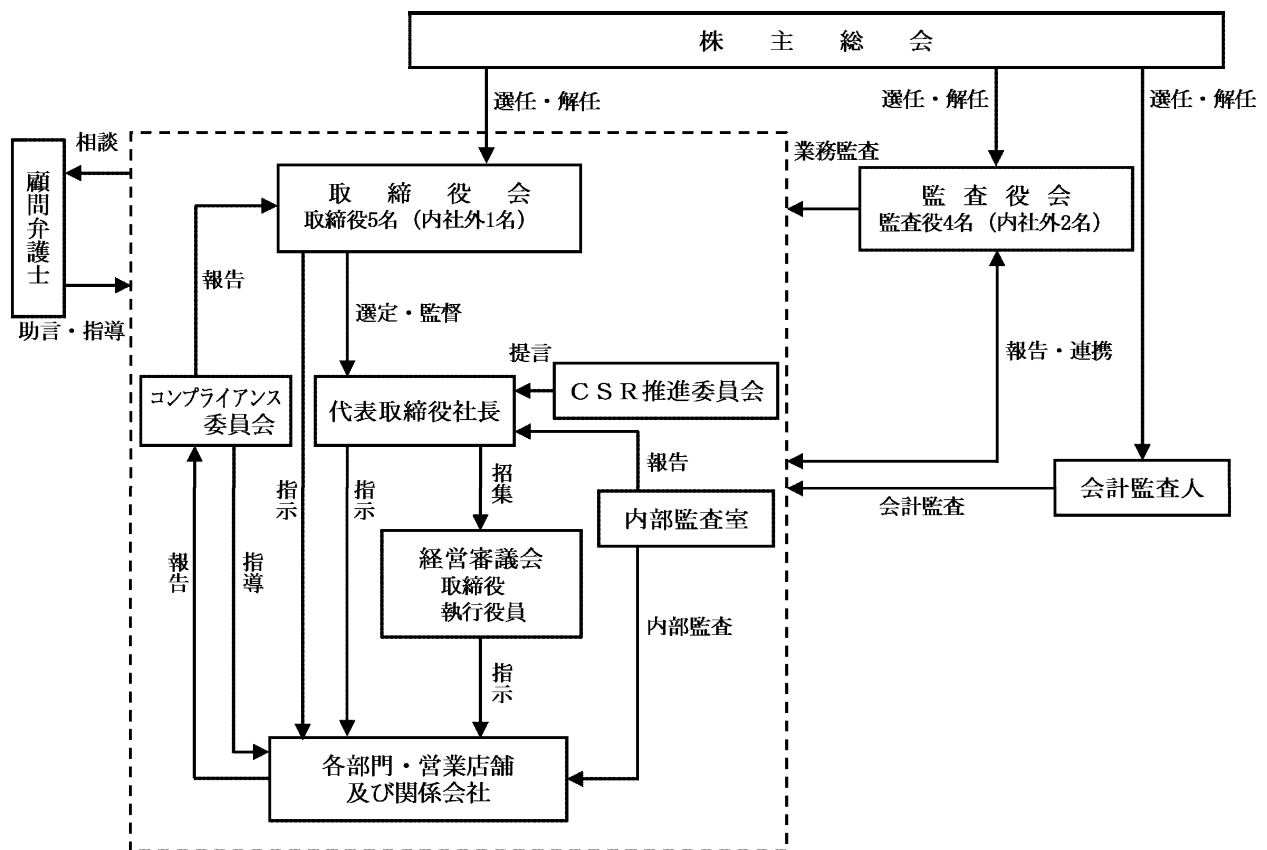 株主総会
選任・解任
選任・解任
選任・解任
相談
業務監査
顧問弁護士
取締役会
取締役5名（内社外1名）
監査役会
監査役4名（内社外2名）
報告
助言・指導
選定・監督
報告・連携
提言
CSR推進委員会
コンプライアンス
委員会
代表取締役社長
報告
招集
指示
指示
会計監査人
会計監査
内部監査室
経営審議会
取締役
執行役員
報告
指導
内部監査
指示
各部門・営業店舗
及び関係会社